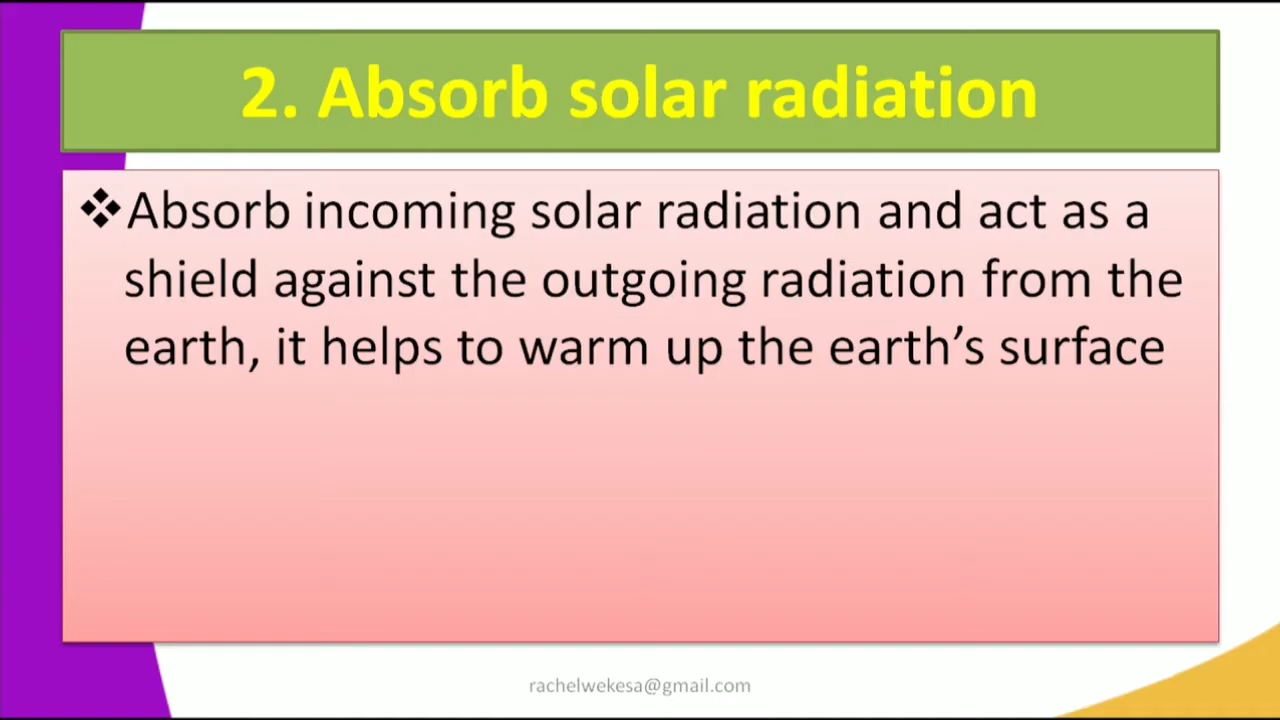 2. Absorb solar radiation
❖Absorb incoming solar radiation and act as a
shield against the outgoing radiation from the
earth, it helps to warm up the earth’s surface
rachelwekesa@gmail.com